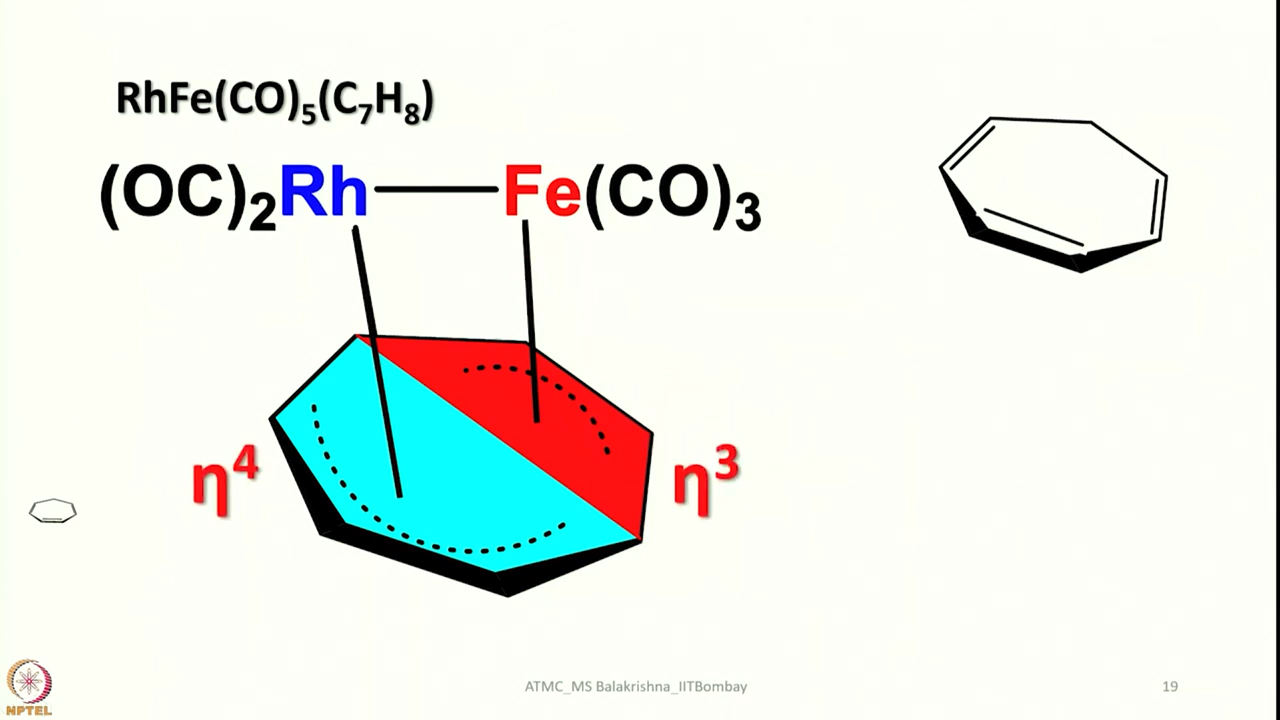 RhFe(CO)₅(C₇H₈)
(OC)₂Rh—Fe(CO)₃
η⁴
η³
NPTEL
ATMC_MS Balakrishna_IITBombay
19